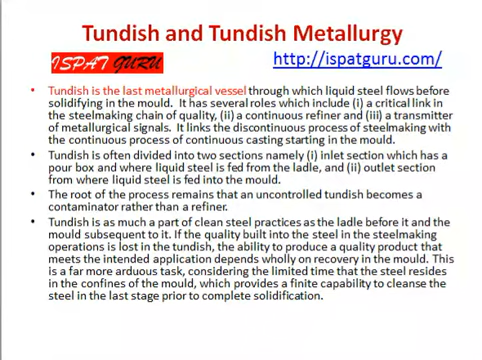 Tundish and Tundish Metallurgy
ISPAT GURU
http://ispatguru.com/
• Tundish is the last metallurgical vessel through which liquid steel flows before
solidifying in the mould. It has several roles which include (i) a critical link in
the steelmaking chain of quality, (ii) a continuous refiner and (iii) a transmitter
of metallurgical signals. It links the discontinuous process of steelmaking with
the continuous process of continuous casting starting in the mould.
• Tundish is often divided into two sections namely (i) inlet section which has a
pour box and where liquid steel is fed from the ladle, and (ii) outlet section
from where liquid steel is fed into the mould.
• The root of the process remains that an uncontrolled tundish becomes a
contaminator rather than a refiner.
• Tundish is as much a part of clean steel practices as the ladle before it and the
mould subsequent to it. If the quality built into the steel in the steelmaking
operations is lost in the tundish, the ability to produce a quality product that
meets the intended application depends wholly on recovery in the mould. This
is a far more arduous task, considering the limited time that the steel resides
in the confines of the mould, which provides a finite capability to cleanse the
steel in the last stage prior to complete solidification.